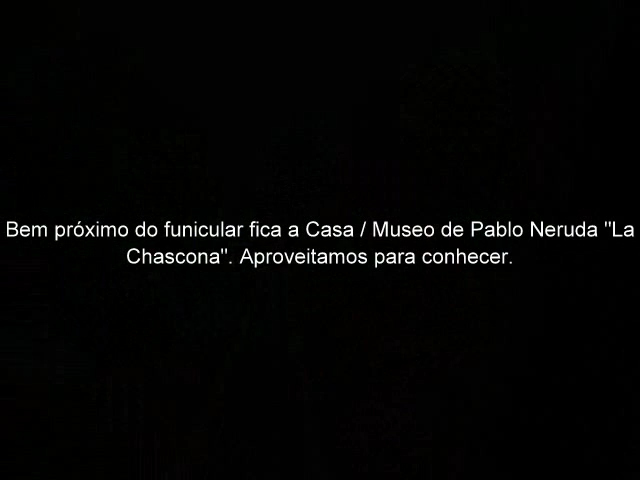 Bem próximo do funicular fica a Casa / Museo de Pablo Neruda "La
Chascona". Aproveitamos para conhecer.